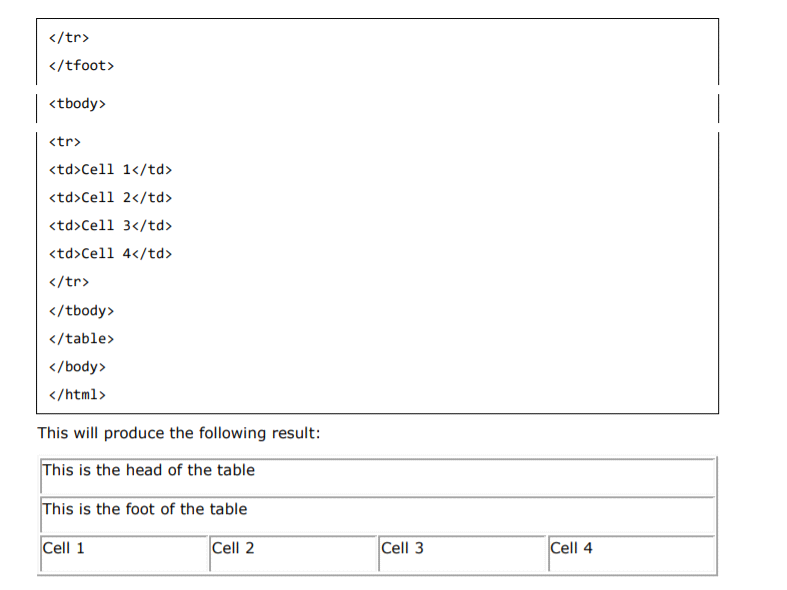 </tr>
</tfoot>
<tbody>
<tr>
<td>Cell 1</td>
<td>Cell 2</td>
<td>Cell 3</td>
<td>Cell 4</td>
</tr>
</tbody>
</table>
</body>
</html>
This will produce the following result:
This is the head of the table
This is the foot of the table
Cell 1 Cell 2 Cell 3 Cell 4